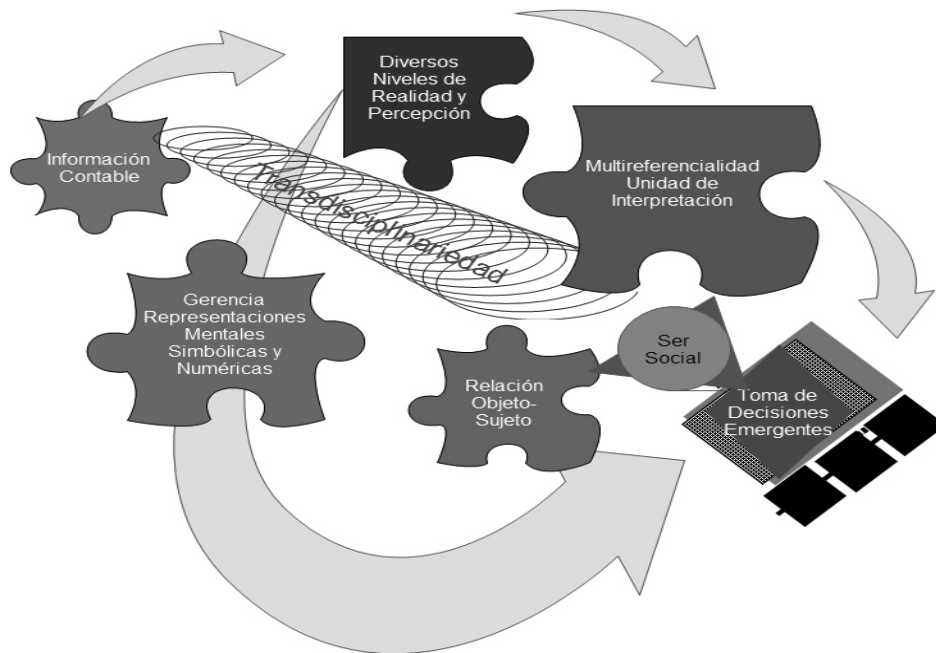 Diversos
Niveles de
Realidad y
Percepción
Información
Contable
Multireferencialidad
Unidad de
Interpretación
Transdisciplinariedad
Gerencia
Representaciones
Mentales
Simbólicas y
Numéricas
Ser
Social
Relación
Objeto-
Sujeto
Toma de
Decisiones
Emergentes